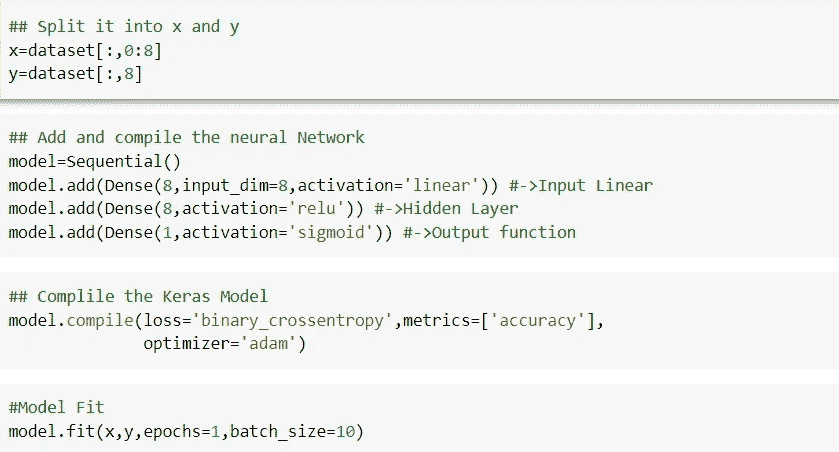 ## Split it into x and y
x=dataset[:,0:8]
y=dataset[:,8]
## Add and compile the neural Network
model=Sequential()
model.add(Dense(8,input_dim=8,activation='linear')) #->Input Linear
model.add(Dense(8,activation='relu')) #->Hidden Layer
model.add(Dense(1,activation='sigmoid')) #->Output function
## Complile the Keras Model
model.compile(loss='binary_crossentropy',metrics=['accuracy'],
optimizer='adam')
#Model Fit
model.fit(x,y,epochs=1,batch_size=10)